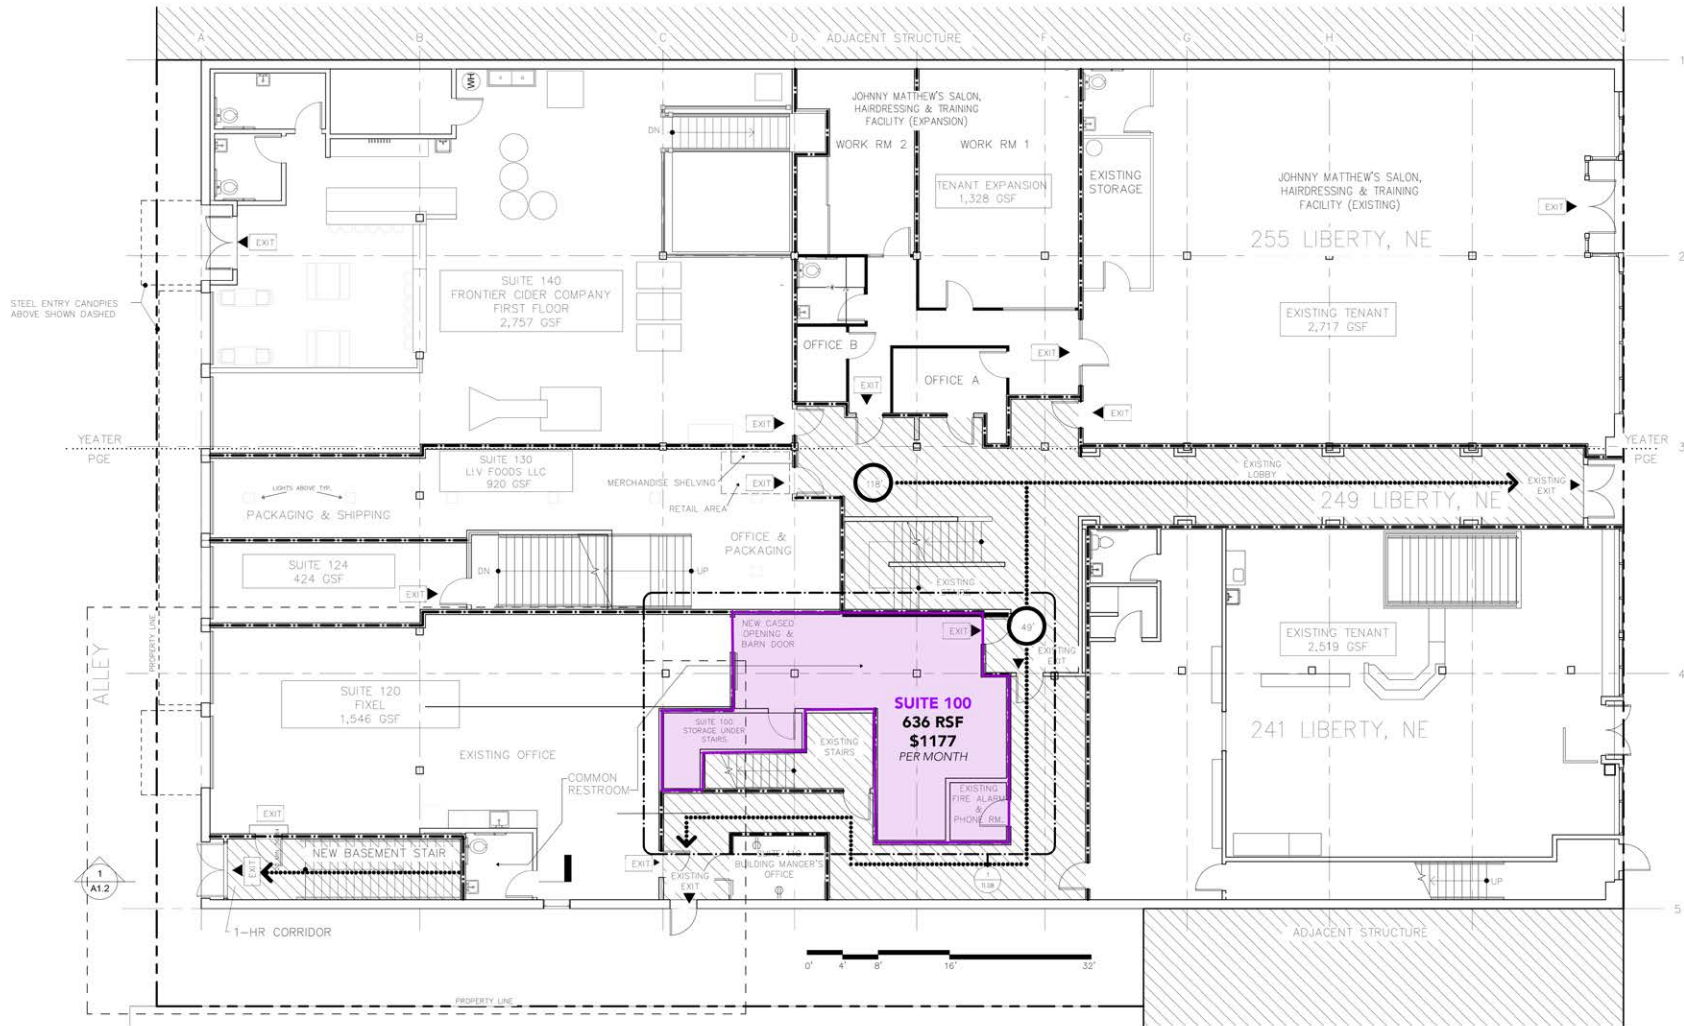 A
B
C
D
ADJACENT STRUCTURE
F
G
H
I
J
1
WH
DN
JOHNNY MATTHEW'S SALON,
HAIRDRESSING & TRAINING
FACILITY (EXPANSION)
WORK RM 2
WORK RM 1
TENANT EXPANSION
1,328 GSF
EXISTING
STORAGE
JOHNNY MATTHEW'S SALON,
HAIRDRESSING & TRAINING
FACILITY (EXISTING)
EXIT
255 LIBERTY, NE
EXIT
2
STEEL ENTRY CANOPIES
ABOVE SHOWN DASHED
SUITE 140
FRONTIER CIDER COMPANY
FIRST FLOOR
2,757 GSF
EXISTING TENANT
2,717 GSF
OFFICE B
EXIT
OFFICE A
EXIT
EXIT
EXIT
YEATER
PGE
3
YEATER
PGE
SUITE 130
LIV FOODS LLC
920 GSF
LIGHTS ABOVE TYP.
PACKAGING & SHIPPING
MERCHANDISE SHELVING
EXIT
RETAIL AREA
118'
EXISTING
LOBBY
249 LIBERTY, NE
EXISTING
EXIT
OFFICE &
PACKAGING
SUITE 124
424 GSF
DN
UP
EXIT
EXISTING
STAIRS
ALLEY
PROPERTY LINE
NEW CASED
OPENING &
BARN DOOR
EXIT
49'
EXISTING
EXIT
EXISTING TENANT
2,519 GSF
4
SUITE 120
FIXEL
1,546 GSF
SUITE 100
636 RSF
$1177
PER MONTH
241 LIBERTY, NE
SUITE 100
STORAGE UNDER
STAIRS
EXISTING
STAIRS
EXISTING OFFICE
COMMON
RESTROOM
EXISTING
FIRE ALARM
&
PHONE RM.
EXIT
NEW BASEMENT STAIR
EXIT
EXIT
EXISTING
EXIT
BUILDING MANGER'S
OFFICE
1
A1.2
UP
1-HR CORRIDOR
5
ADJACENT STRUCTURE
0'
4'
8'
16'
32'
PROPERTY LINE